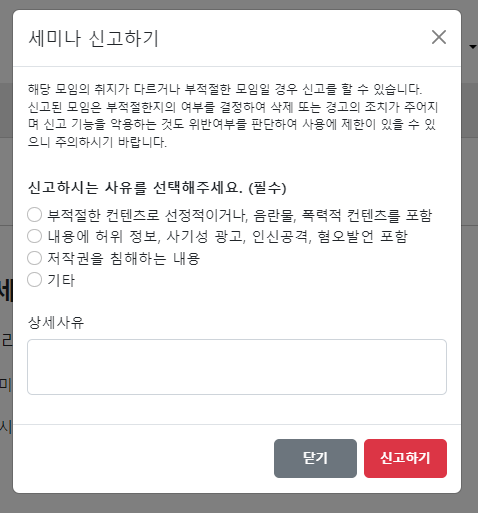 세미나 신고하기
해당 모임의 취지가 다르거나 부적절한 모임일 경우 신고를 할 수 있습니다.
신고된 모임은 부적절한지의 여부를 결정하여 삭제 또는 경고의 조치가 주어지
며 신고 기능을 악용하는 것도 위반여부를 판단하여 사용에 제한이 있을 수 있
으니 주의하시기 바랍니다.
신고하시는 사유를 선택해주세요. (필수)
부적절한 컨텐츠로 선정적이거나, 음란물, 폭력적 컨텐츠를 포함
내용에 허위 정보, 사기성 광고, 인신공격, 혐오발언 포함
저작권을 침해하는 내용
기타
상세사유
닫기
신고하기
세
리
미
시